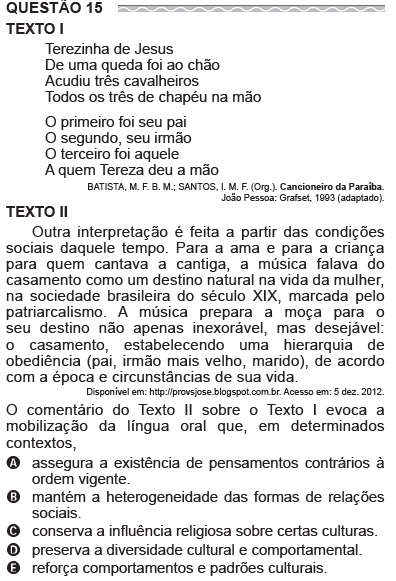 QUESTÃO 15
TEXTO I
Terezinha de Jesus
De uma queda foi ao chão
Acudiu três cavalheiros
Todos os três de chapéu na mão
O primeiro foi seu pai
O segundo, seu irmão
O terceiro foi aquele
A quem Tereza deu a mão
BATISTA, M. F. B. M.; SANTOS, I. M. F. (Org.). Cancioneiro da Paraíba.
João Pessoa: Grafset, 1993 (adaptado).
TEXTO II
Outra interpretação é feita a partir das condições
sociais daquele tempo. Para a ama e para a criança
para quem cantava a cantiga, a música falava do
casamento como um destino natural na vida da mulher,
na sociedade brasileira do século XIX, marcada pelo
patriarcalismo. A música prepara a moça para o
seu destino não apenas inexorável, mas desejável:
o casamento, estabelecendo uma hierarquia de
obediência (pai, irmão mais velho, marido), de acordo
com a época e circunstâncias de sua vida.
Disponível em: http://provsjose.blogspot.com.br. Acesso em: 5 dez. 2012.
O comentário do Texto II sobre o Texto I evoca a
mobilização da língua oral que, em determinados
contextos,
A assegura a existência de pensamentos contrários à
ordem vigente.
B mantém a heterogeneidade das formas de relações
sociais.
C conserva a influência religiosa sobre certas culturas.
D preserva a diversidade cultural e comportamental.
E reforça comportamentos e padrões culturais.